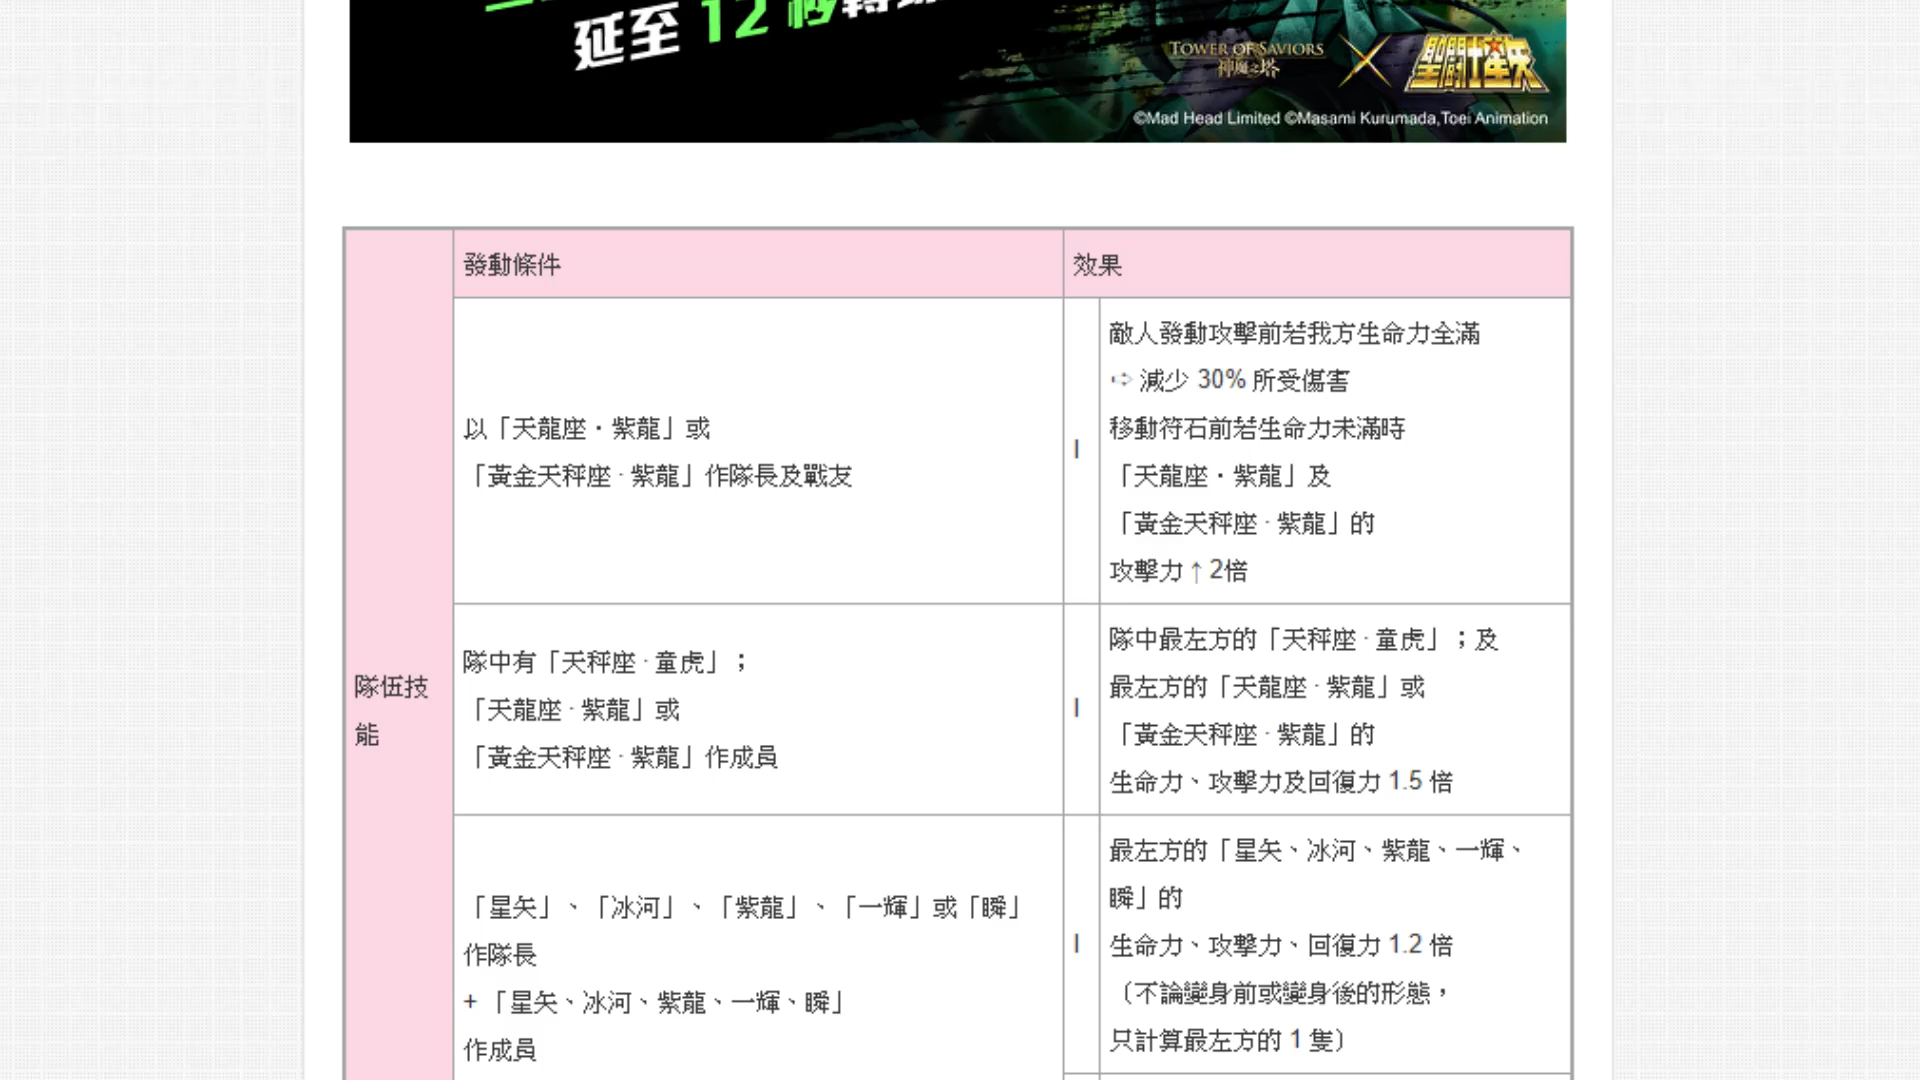 延至 12 秒
TOWER OF SAVIORS
神魔之塔
聖闘士星矢
©Mad Head Limited ©Masami Kurumada,Toei Animation
隊伍技
能
發動條件
效果
以「天龍座・紫龍」或
「黃金天秤座 · 紫龍」作隊長及戰友
I
敵人發動攻擊前若我方生命力全滿
➪ 減少 30% 所受傷害
移動符石前若生命力未滿時
「天龍座・紫龍」及
「黃金天秤座 · 紫龍」的
攻擊力 ↑ 2倍
隊中有「天秤座 · 童虎」；
「天龍座 · 紫龍」或
「黃金天秤座 · 紫龍」作成員
I
隊中最左方的「天秤座 · 童虎」；及
最左方的「天龍座 · 紫龍」或
「黃金天秤座 · 紫龍」的
生命力、攻擊力及回復力 1.5 倍
「星矢」、「冰河」、「紫龍」、「一輝」或「瞬」
作隊長
+ 「星矢、冰河、紫龍、一輝、瞬」
作成員
I
最左方的「星矢、冰河、紫龍、一輝、
瞬」的
生命力、攻擊力、回復力 1.2 倍
（不論變身前或變身後的形態，
只計算最左方的 1 隻）